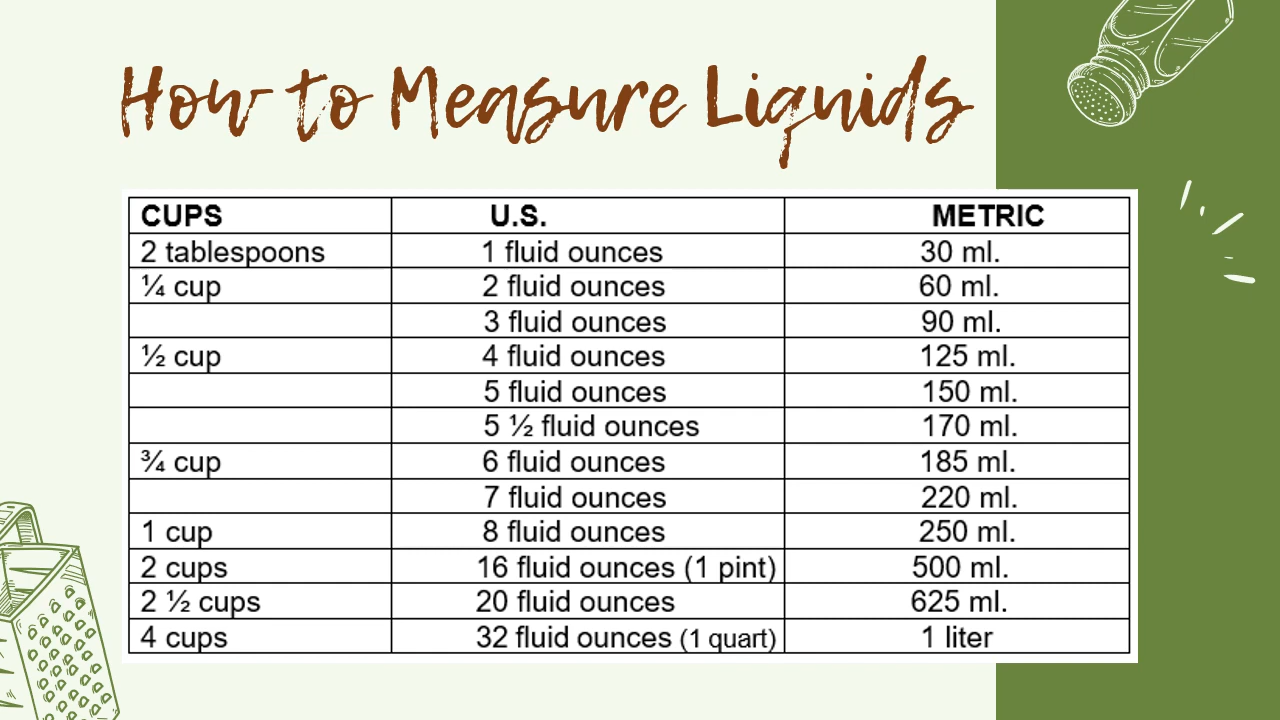 How to Measure Liquids
CUPS U.S. METRIC
2 tablespoons 1 fluid ounces 30 ml.
¼ cup 2 fluid ounces 60 ml.
3 fluid ounces 90 ml.
½ cup 4 fluid ounces 125 ml.
5 fluid ounces 150 ml.
5 ½ fluid ounces 170 ml.
¾ cup 6 fluid ounces 185 ml.
7 fluid ounces 220 ml.
1 cup 8 fluid ounces 250 ml.
2 cups 16 fluid ounces (1 pint) 500 ml.
2 ½ cups 20 fluid ounces 625 ml.
4 cups 32 fluid ounces (1 quart) 1 liter